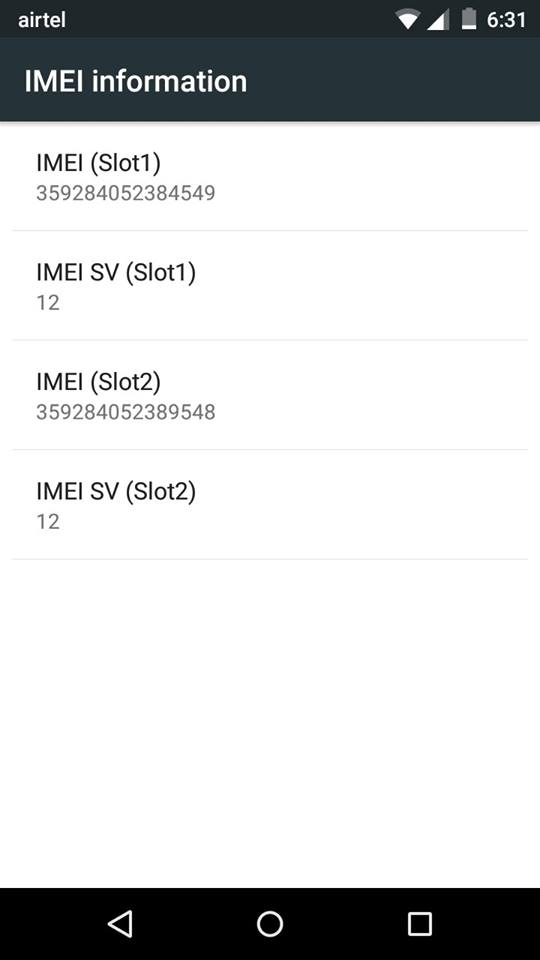 airtel 6:31
IMEI information
IMEI (Slot1)
359284052384549
IMEI SV (Slot1)
12
IMEI (Slot2)
359284052389548
IMEI SV (Slot2)
12